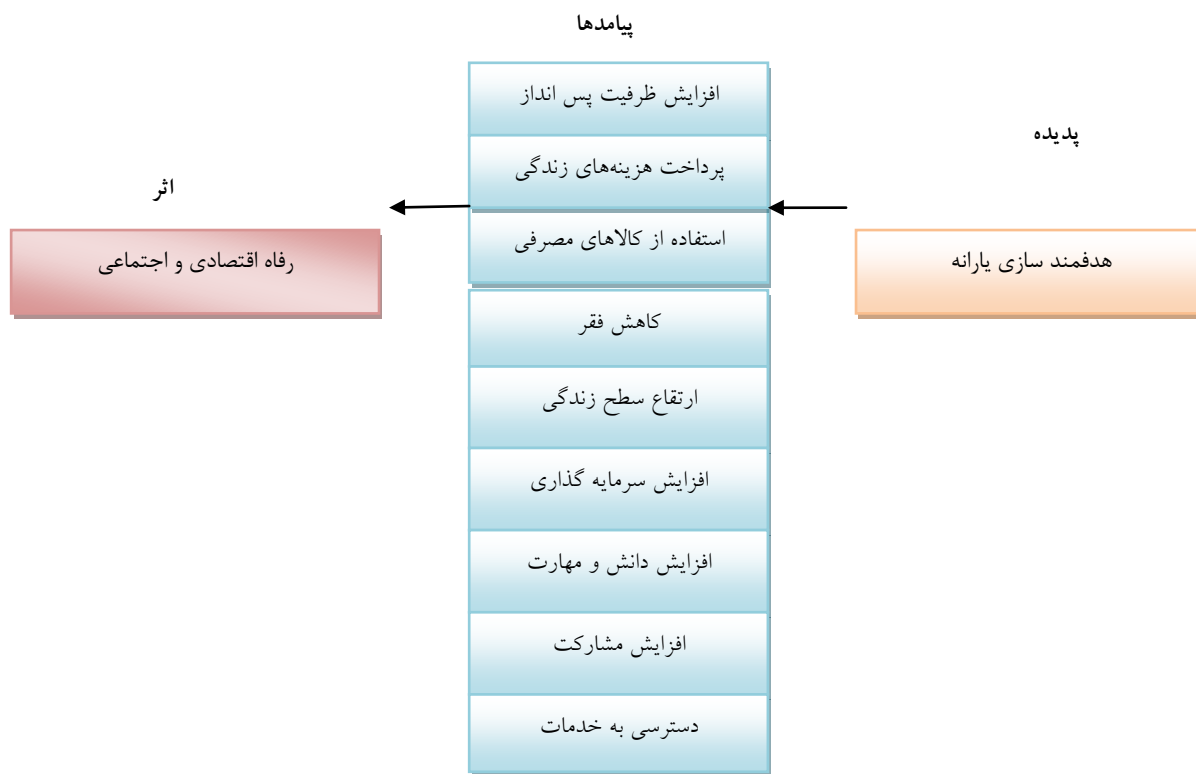 پیامدها
پدیده
هدفمند سازی یارانه
افزایش ظرفیت پس انداز
پرداخت هزینه‌های زندگی
استفاده از کالاهای مصرفی
کاهش فقر
ارتقاع سطح زندگی
افزایش سرمایه گذاری
افزایش دانش و مهارت
افزایش مشارکت
دسترسی به خدمات
اثر
رفاه اقتصادی و اجتماعی